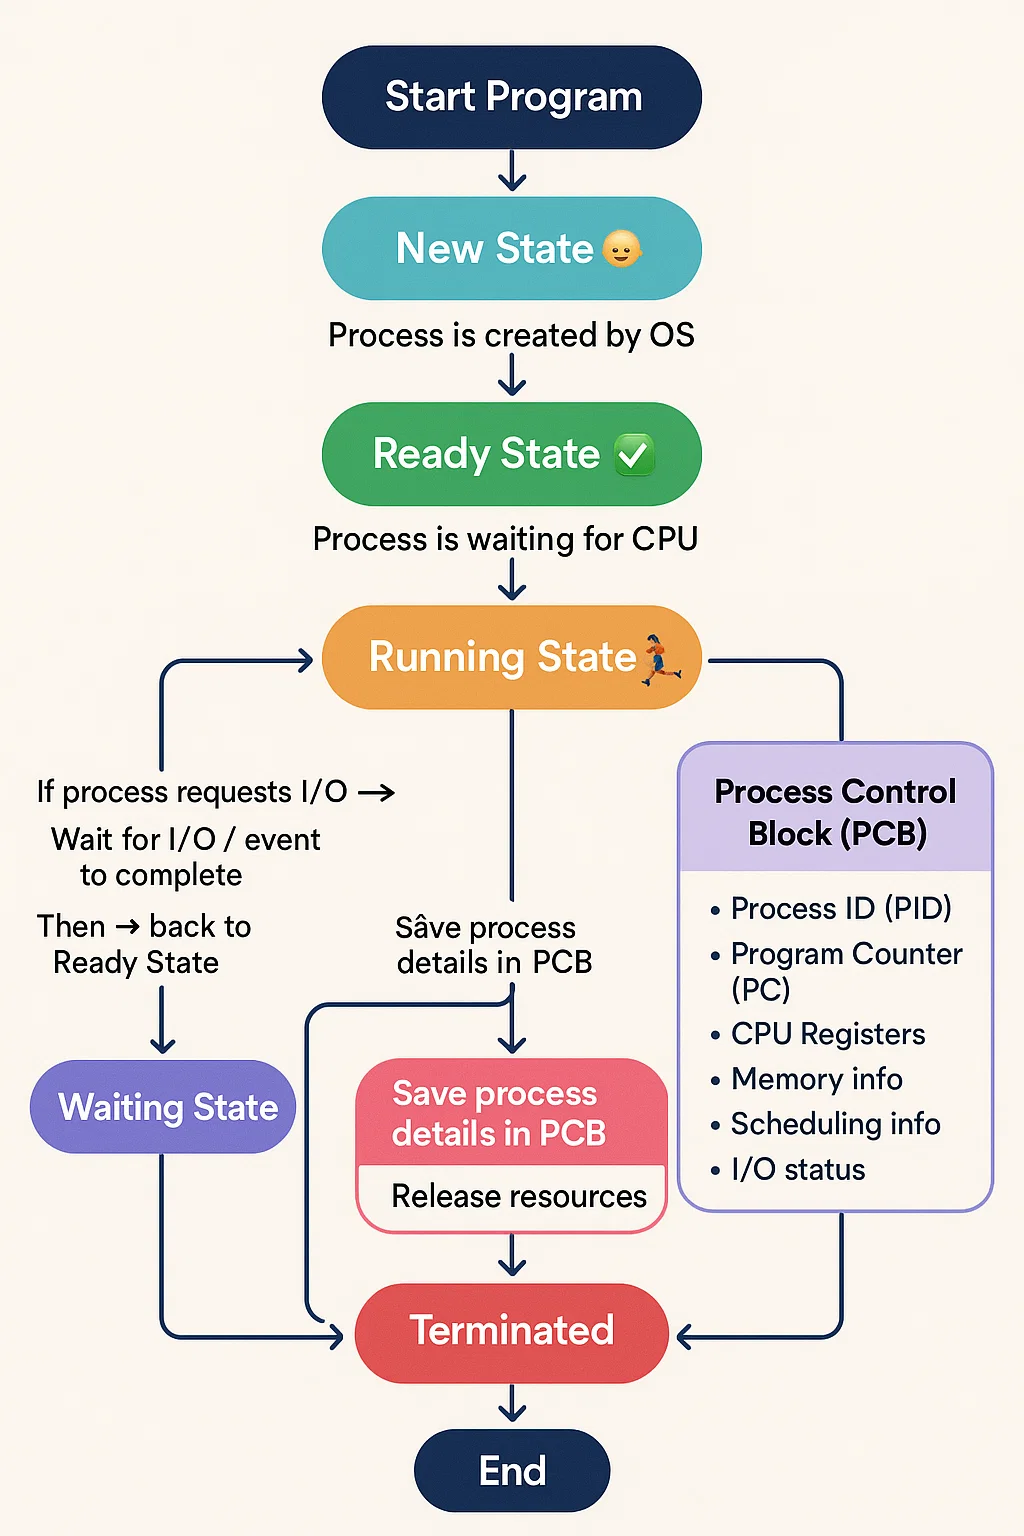 Start Program
New State
Process is created by OS
Ready State
Process is waiting for CPU
Running State
If process requests I/O →
Wait for I/O / event
to complete
Then → back to
Ready State
Waiting State
Sâve process
details in PCB
Save process
details in PCB
Release resources
Process Control
Block (PCB)
• Process ID (PID)
• Program Counter
(PC)
• CPU Registers
• Memory info
• Scheduling info
• I/O status
Terminated
End